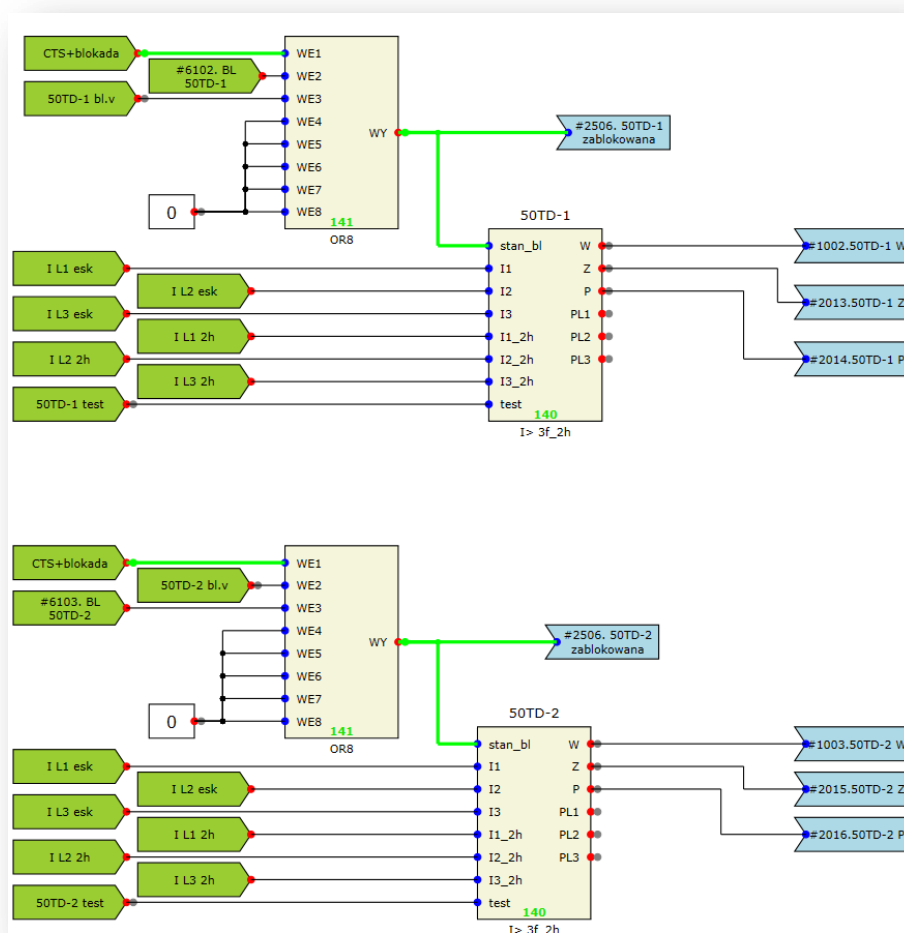 CTS+blokada
WE1
#6102. BL
50TD-1
WE2
50TD-1 bl.v
WE3
WE4
WE5
WE6
WE7
0
WE8
WY
141
OR8
#2506. 50TD-1
zablokowana
50TD-1
stan_bl
W
#1002.50TD-1 W
I L1 esk
I1
Z
I L2 esk
I2
P
#2013.50TD-1 Z
I L3 esk
I3
PL1
I L1 2h
I1_2h
PL2
I L2 2h
I2_2h
PL3
#2014.50TD-1 P
I L3 2h
I3_2h
50TD-1 test
test
140
I> 3f_2h
CTS+blokada
WE1
50TD-2 bl.v
WE2
#6103. BL
50TD-2
WE3
WE4
WE5
WE6
WE7
0
WE8
WY
141
OR8
#2506. 50TD-2
zablokowana
50TD-2
stan_bl
W
#1003.50TD-2 W
I L1 esk
I1
Z
I L2 esk
I2
P
#2015.50TD-2 Z
I L3 esk
I3
PL1
I L1 2h
I1_2h
PL2
#2016.50TD-2 P
I L2 2h
I2_2h
PL3
I L3 2h
I3_2h
50TD-2 test
test
140
I> 3f_2h